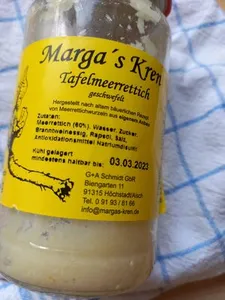 Marga´s Kren
Tafelmeerrettich
geschwefelt
Hergestellt nach altem bäuerlichen Rezept
von Meerrettichwurzeln aus eigenem Anbau
Zutaten:
Meerrettich (60%), Wasser, Zucker,
Branntweinessig, Rapsöl, Salz,
Antioxidationsmittel Natriumdisulfit
Kühl gelagert
mindestens haltbar bis: 03.03.2023
G+A Schmidt GbR
Biengarten 11
91315 Höchstadt/Aisch
Tel. 0 91 93 / 81 66
info@margas-kren.de